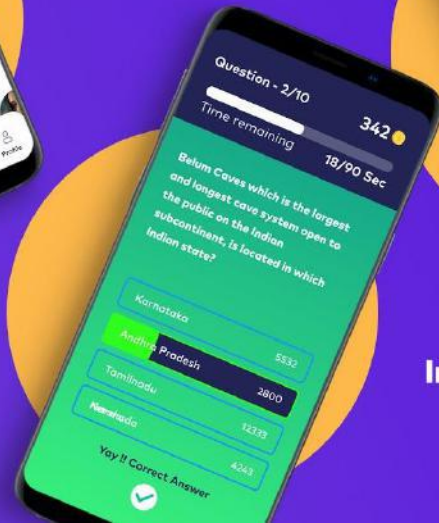 Profile
Question - 2/10
342
Time remaining
18/90 Sec
Belum Caves which is the largest
and longest cave system open to
the public on the Indian
subcontinent, is located in which
Indian state?
Karnataka 5532
Andhra Pradesh 2800
Tamilnadu 12333
4243
Yay !! Correct Answer